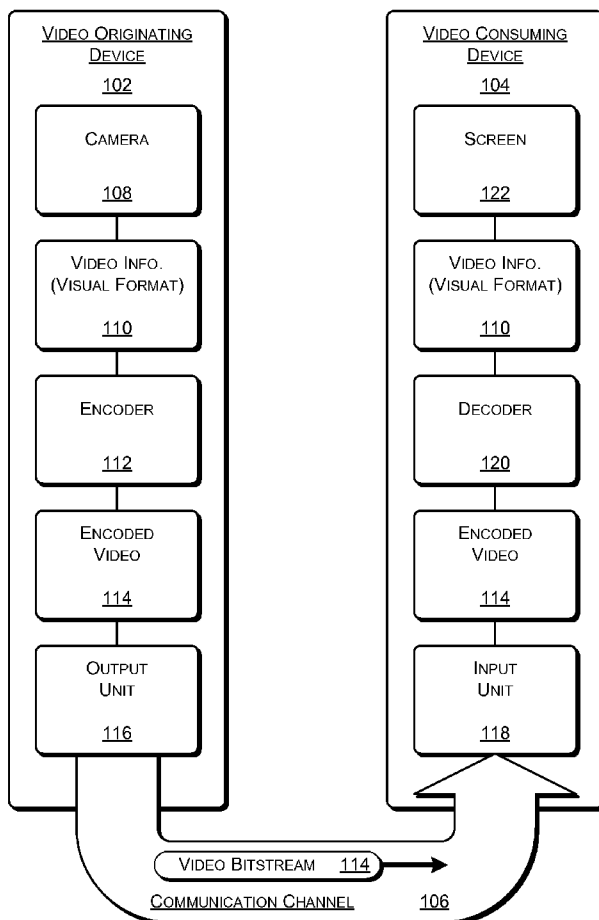 VIDEO ORIGINATING
DEVICE
102
CAMERA
108
VIDEO INFO.
(VISUAL FORMAT)
110
ENCODER
112
ENCODED
VIDEO
114
OUTPUT
UNIT
116
VIDEO CONSUMING
DEVICE
104
SCREEN
122
VIDEO INFO.
(VISUAL FORMAT)
110
DECODER
120
ENCODED
VIDEO
114
INPUT
UNIT
118
VIDEO BITSTREAM 114
COMMUNICATION CHANNEL 106